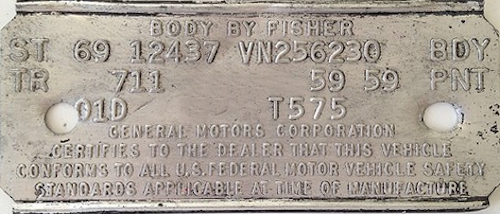 BODY BY FISHER
ST 69 12437 VN256230 BDY
TR 711 59 59 PNT
01D T575
GENERAL MOTORS CORPORATION
CERTIFIES TO THE DEALER THAT THIS VEHICLE
CONFORMS TO ALL U.S. FEDERAL MOTOR VEHICLE SAFETY
STANDARDS APPLICABLE AT TIME OF MANUFACTURE